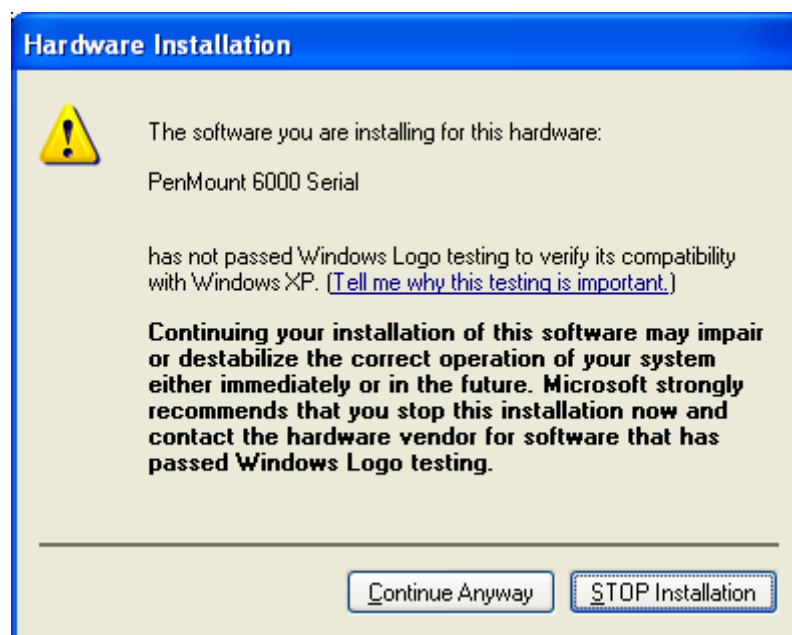 Hardware Installation
The software you are installing for this hardware:
PenMount 6000 Serial
has not passed Windows Logo testing to verify its compatibility
with Windows XP. (Tell me why this testing is important.)
Continuing your installation of this software may impair
or destabilize the correct operation of your system
either immediately or in the future. Microsoft strongly
recommends that you stop this installation now and
contact the hardware vendor for software that has
passed Windows Logo testing.
Continue Anyway
STOP Installation